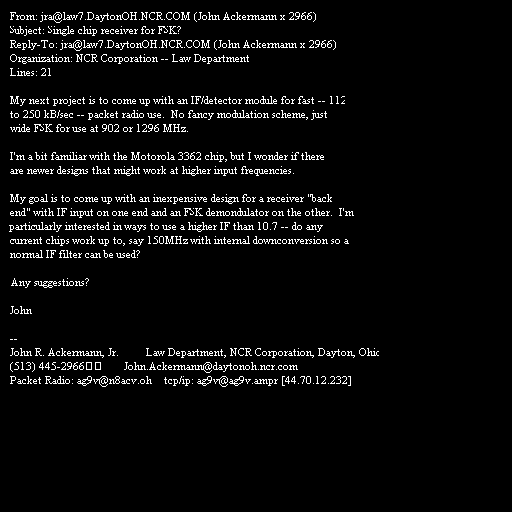 From: jra@law7.DaytonOH.NCR.COM (John Ackermann x 2966)
Subject: Single chip receiver for FSK?
Reply-To: jra@law7.DaytonOH.NCR.COM (John Ackermann x 2966)
Organization: NCR Corporation -- Law Department
Lines: 21

My next project is to come up with an IF/detector module for fast -- 112
to 250 kB/sec -- packet radio use.  No fancy modulation scheme, just
wide FSK for use at 902 or 1296 MHz.

I'm a bit familiar with the Motorola 3362 chip, but I wonder if there
are newer designs that might work at higher input frequencies.

My goal is to come up with an inexpensive design for a receiver "back
end" with IF input on one end and an FSK demondulator on the other.  I'm
particularly interested in ways to use a higher IF than 10.7 -- do any
current chips work up to, say 150MHz with internal downconversion so a
normal IF filter can be used?

Any suggestions?

John

--
John R. Ackermann, Jr.        Law Department, NCR Corporation, Dayton, Ohio
(513) 445-2966      John.Ackermann@daytonoh.ncr.com
Packet Radio: ag9v@n8acv.oh    tcp/ip: ag9v@ag9v.ampr [44.70.12.232]